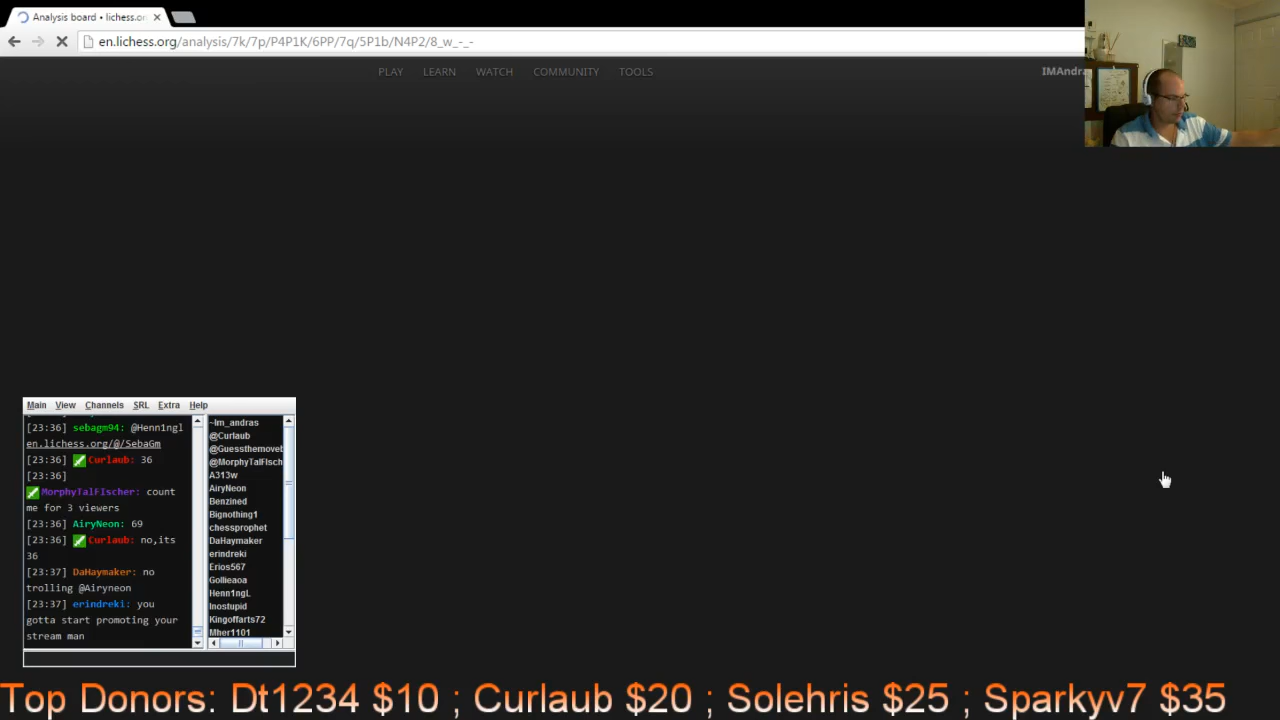 Analysis board • lichess.or
en.lichess.org/analysis/7k/7p/P4P1K/6PP/7q/5P1b/N4P2/8_w_-_-
PLAY LEARN WATCH COMMUNITY TOOLS
IMAndra
Main View Channels SRL Extra Help
[23:36] sebagm94: @Henn1ngl
en.lichess.org/@/SebaGm
[23:36] Curlaub: 36
[23:36]
MorphyTalFIscher: count
me for 3 viewers
[23:36] AiryNeon: 69
[23:36] Curlaub: no,its
36
[23:37] DaHaymaker: no
trolling @Airyneon
[23:37] erindreki: you
gotta start promoting your
stream man
~Im_andras
@Curlaub
@Guessthemoveb
@MorphyTalFIsch
A313w
AiryNeon
Benzined
Bignothing1
chessprophet
DaHaymaker
erindreki
Erios567
Gollieaoa
Henn1ngL
Inostupid
Kingoffarts72
Mher1101
Top Donors: Dt1234 $10 ; Curlaub $20 ; Solehris $25 ; Sparkyv7 $35